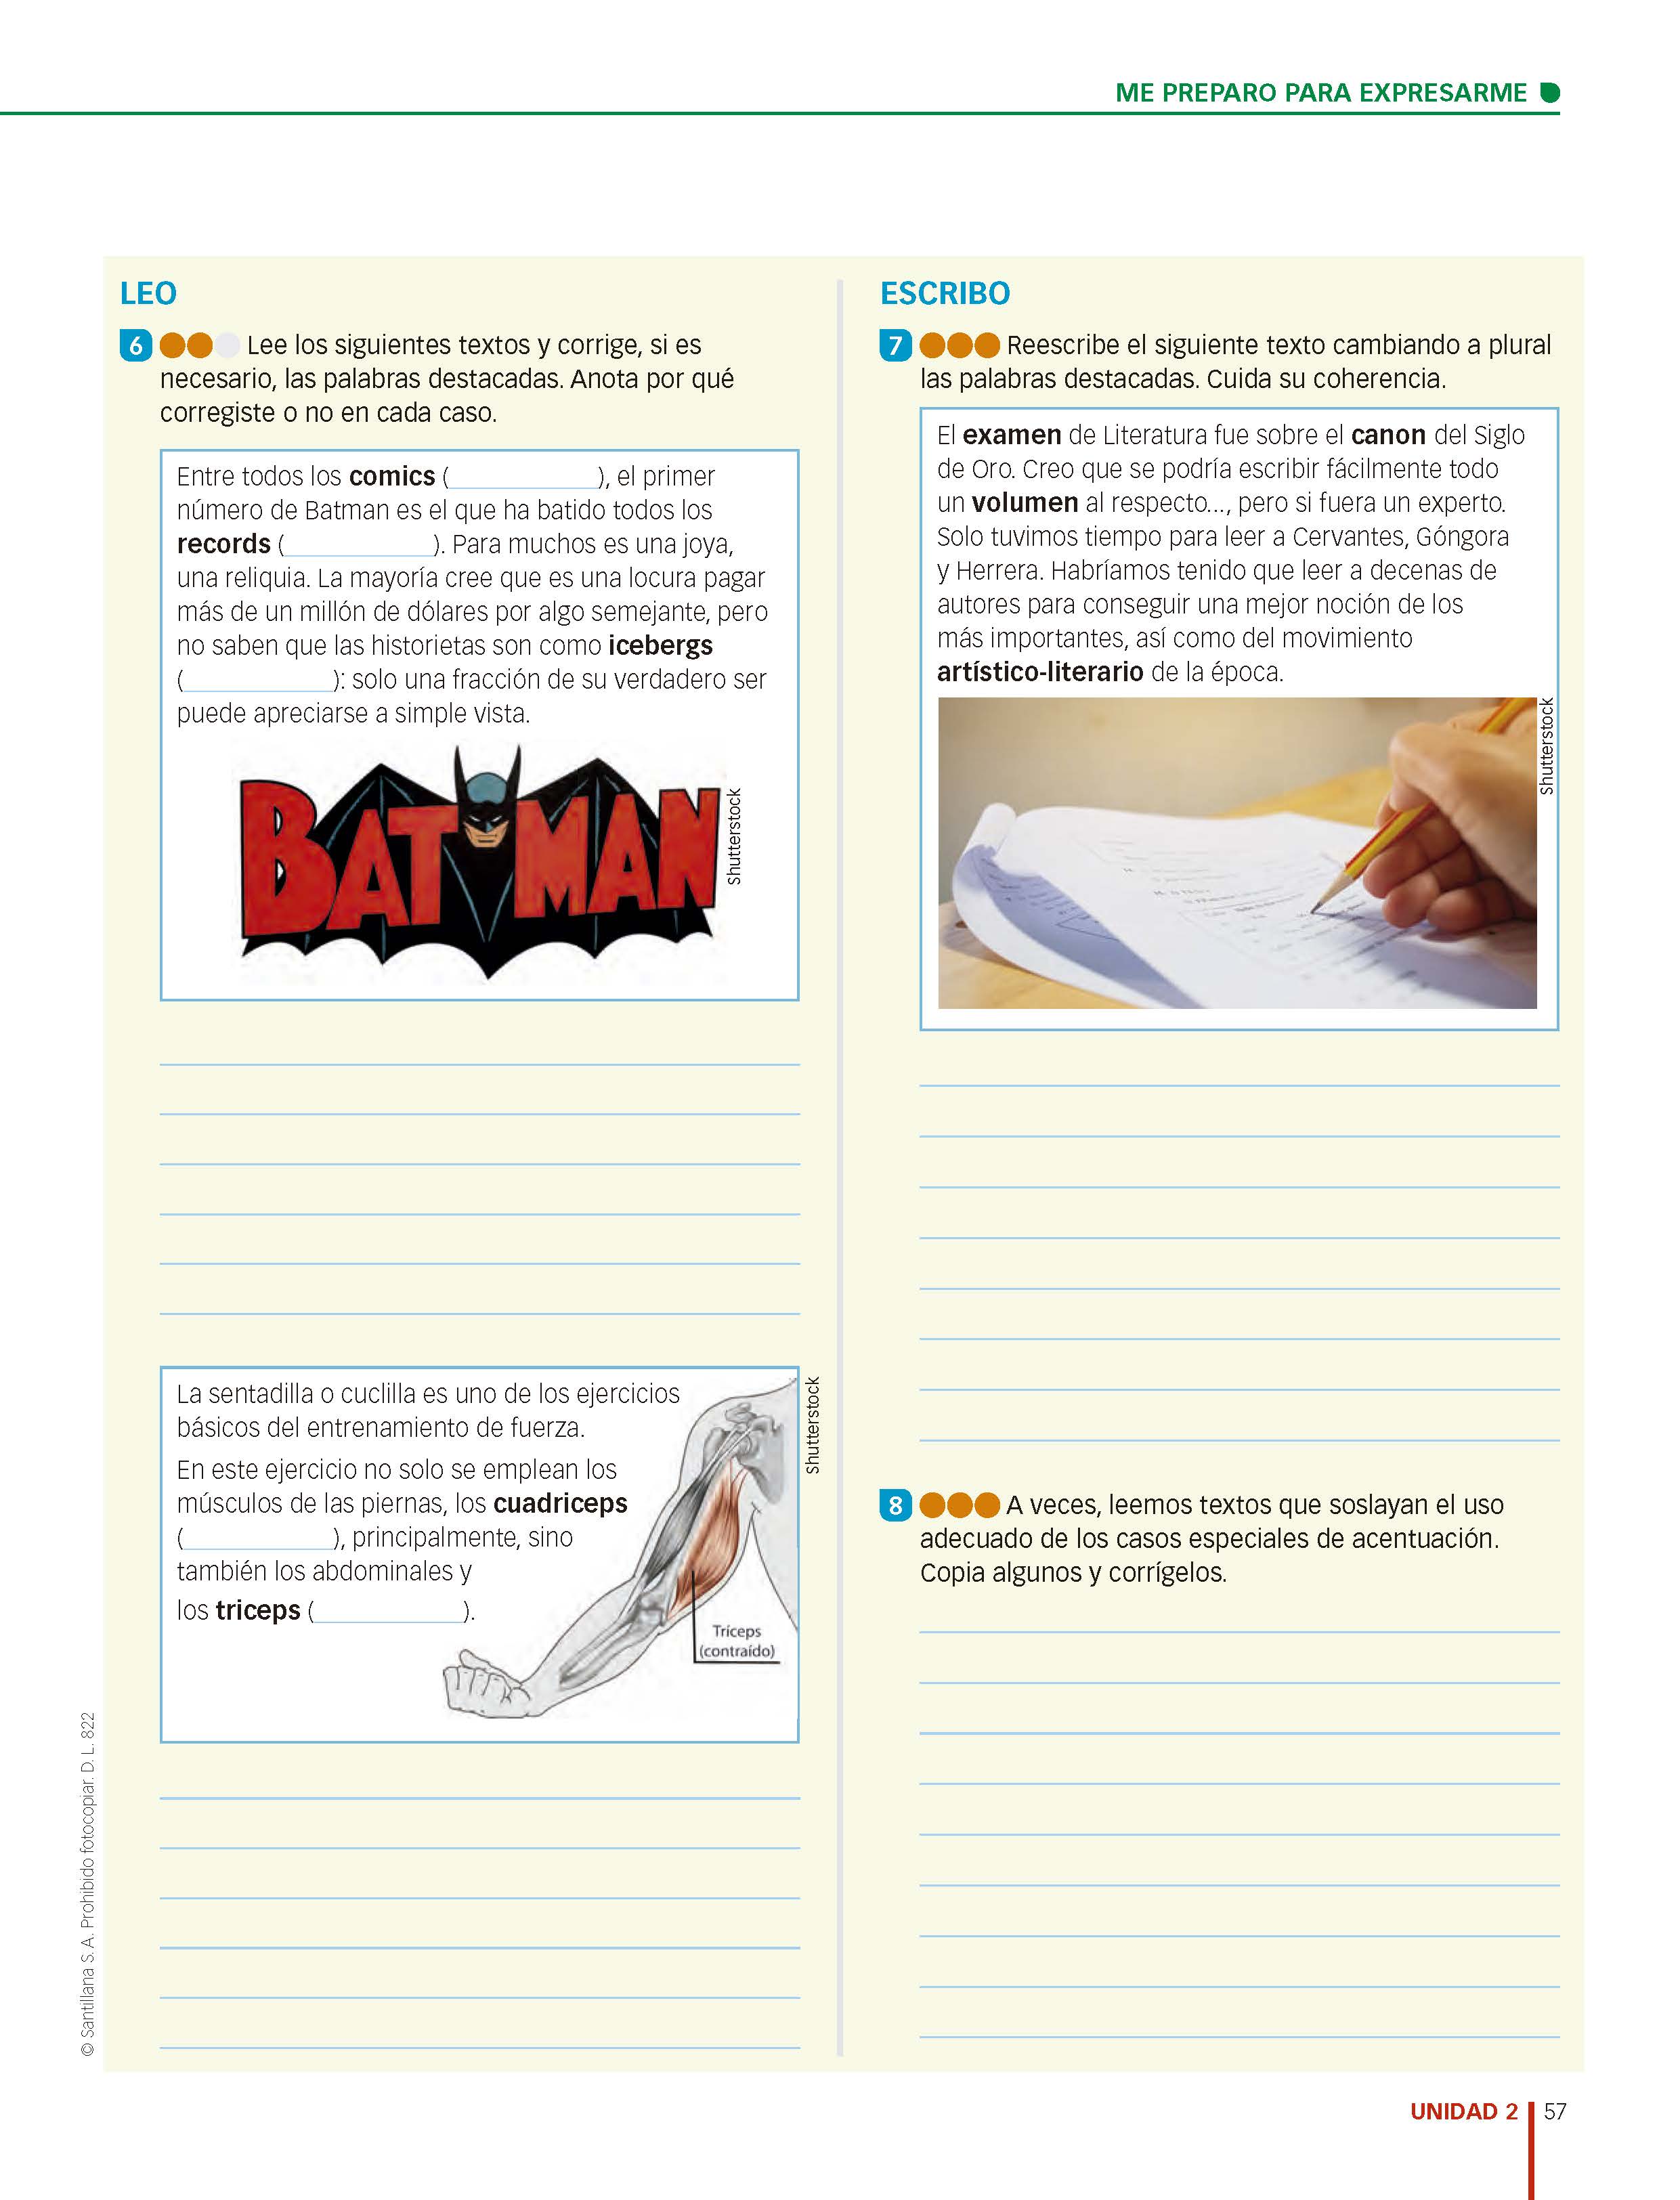 ME PREPARO PARA EXPRESARME
LEO
6 Lee los siguientes textos y corrige, si es
necesario, las palabras destacadas. Anota por qué
corregiste o no en cada caso.
Entre todos los comics (____________), el primer
número de Batman es el que ha batido todos los
records (____________). Para muchos es una joya,
una reliquia. La mayoría cree que es una locura pagar
más de un millón de dólares por algo semejante, pero
no saben que las historietas son como icebergs
(____________): solo una fracción de su verdadero ser
puede apreciarse a simple vista.
BATMAN
Shutterstock
La sentadilla o cuclilla es uno de los ejercicios
básicos del entrenamiento de fuerza.
En este ejercicio no solo se emplean los
músculos de las piernas, los cuadriceps
(____________), principalmente, sino
también los abdominales y
los triceps (____________).
Tríceps
(contraído)
Shutterstock
ESCRIBO
7 Reescribe el siguiente texto cambiando a plural
las palabras destacadas. Cuida su coherencia.
El examen de Literatura fue sobre el canon del Siglo
de Oro. Creo que se podría escribir fácilmente todo
un volumen al respecto..., pero si fuera un experto.
Solo tuvimos tiempo para leer a Cervantes, Góngora
y Herrera. Habríamos tenido que leer a decenas de
autores para conseguir una mejor noción de los
más importantes, así como del movimiento
artístico-literario de la época.
Shutterstock
8 A veces, leemos textos que soslayan el uso
adecuado de los casos especiales de acentuación.
Copia algunos y corrígelos.
© Santillana S. A. Prohibido fotocopiar. D. L. 822
UNIDAD 2 57